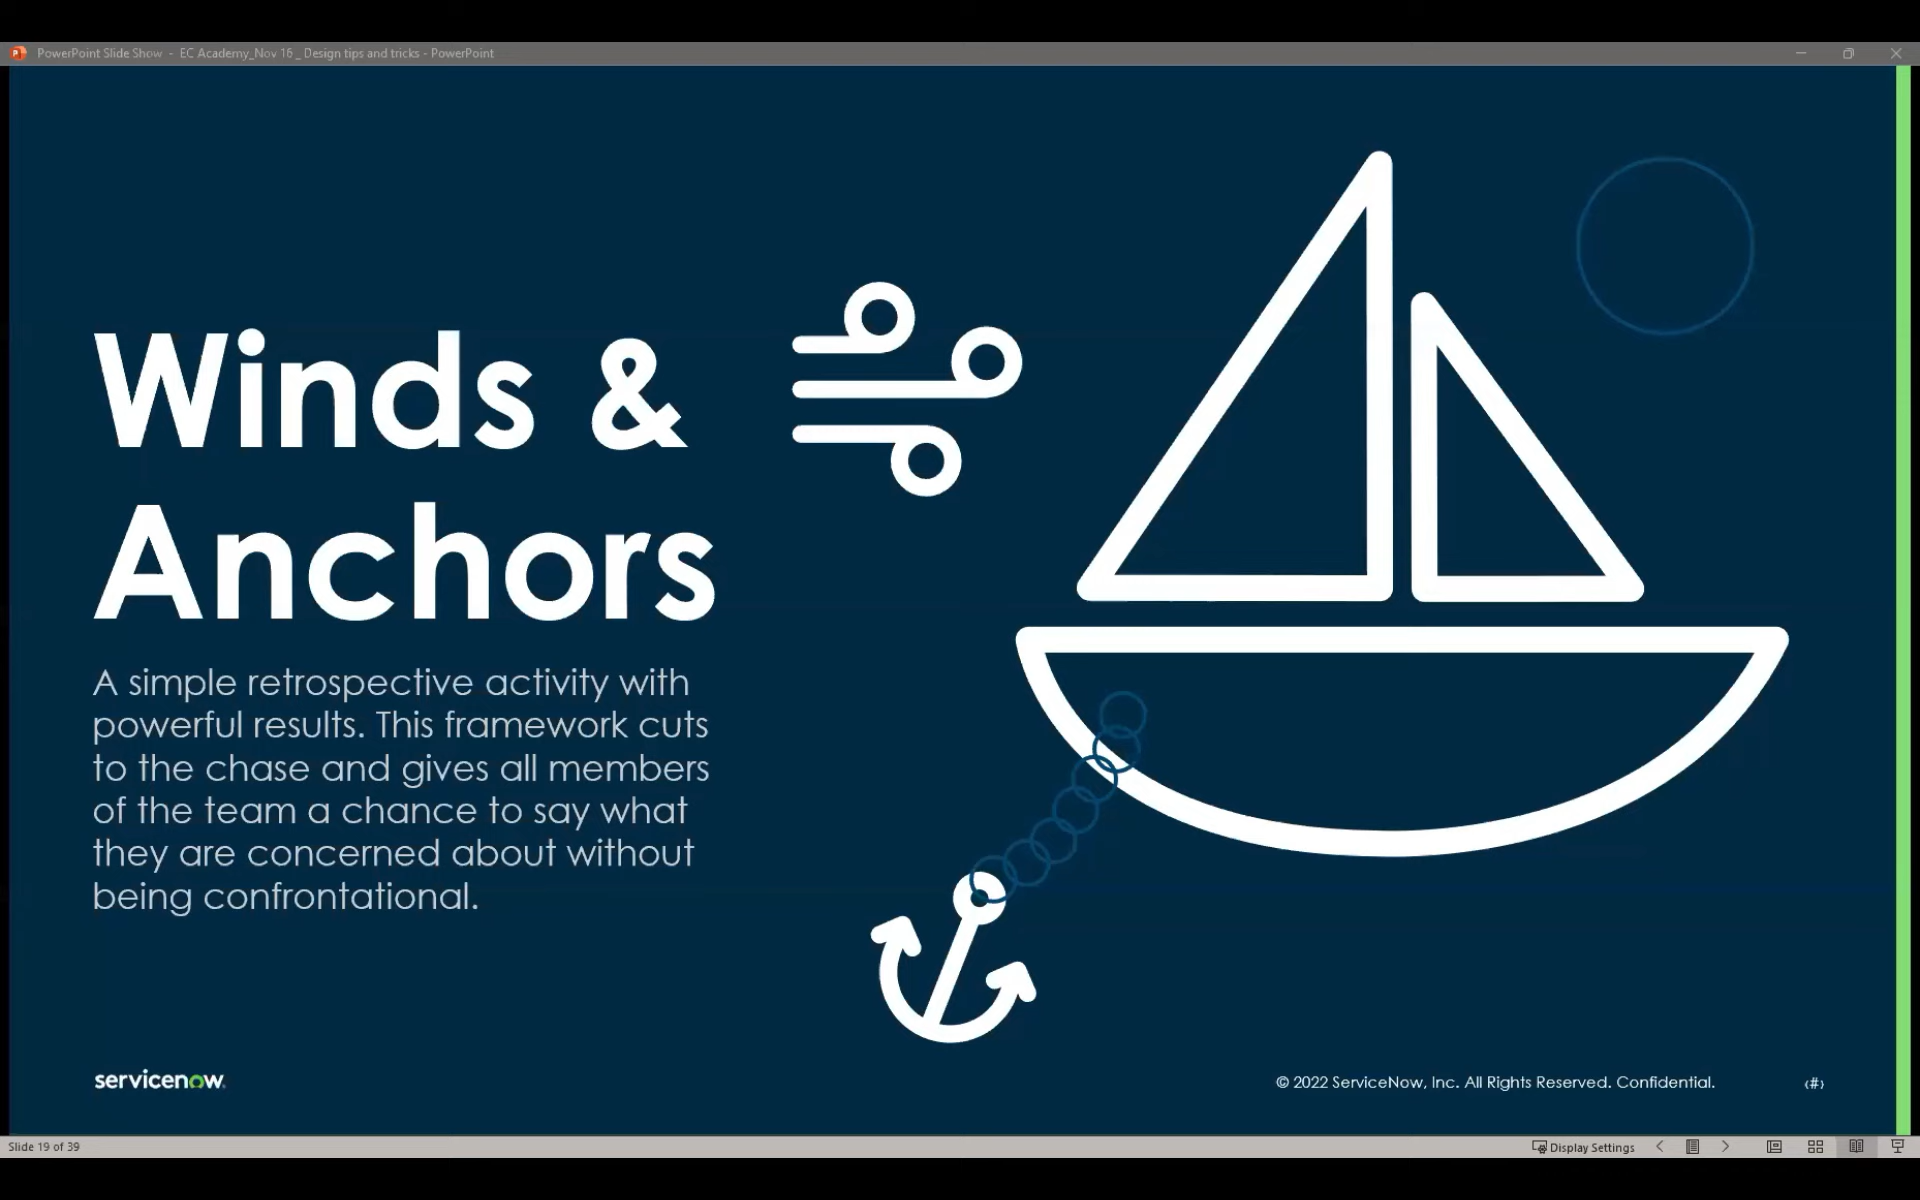 PowerPoint Slide Show - EC Academy_Nov 16 _ Design tips and tricks - PowerPoint
Winds &
Anchors
A simple retrospective activity with
powerful results. This framework cuts
to the chase and gives all members
of the team a chance to say what
they are concerned about without
being confrontational.
servicenow.
© 2022 ServiceNow, Inc. All Rights Reserved. Confidential.
‹#›
Slide 19 of 39
Display Settings